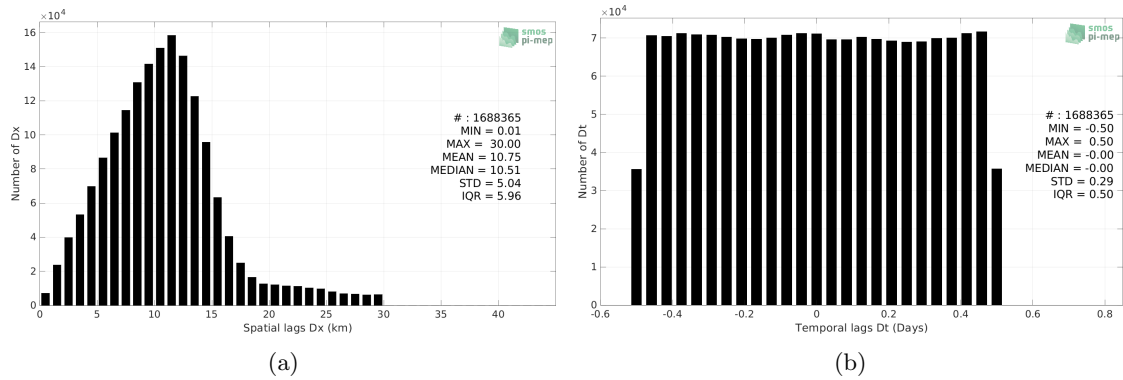 ×10⁴
16
14
12
10
8
6
4
2
0
Number of Dx
smos
pi-mep
# : 1688365
MIN = 0.01
MAX = 30.00
MEAN = 10.75
MEDIAN = 10.51
STD = 5.04
IQR = 5.96
0 5 10 15 20 25 30 35 40
Spatial lags Dx (km)
(a)
×10⁴
7
6
5
4
3
2
1
0
Number of Dt
smos
pi-mep
# : 1688365
MIN = -0.50
MAX = 0.50
MEAN = -0.00
MEDIAN = -0.00
STD = 0.29
IQR = 0.50
-0.6 -0.4 -0.2 0 0.2 0.4 0.6 0.8
Temporal lags Dt (Days)
(b)